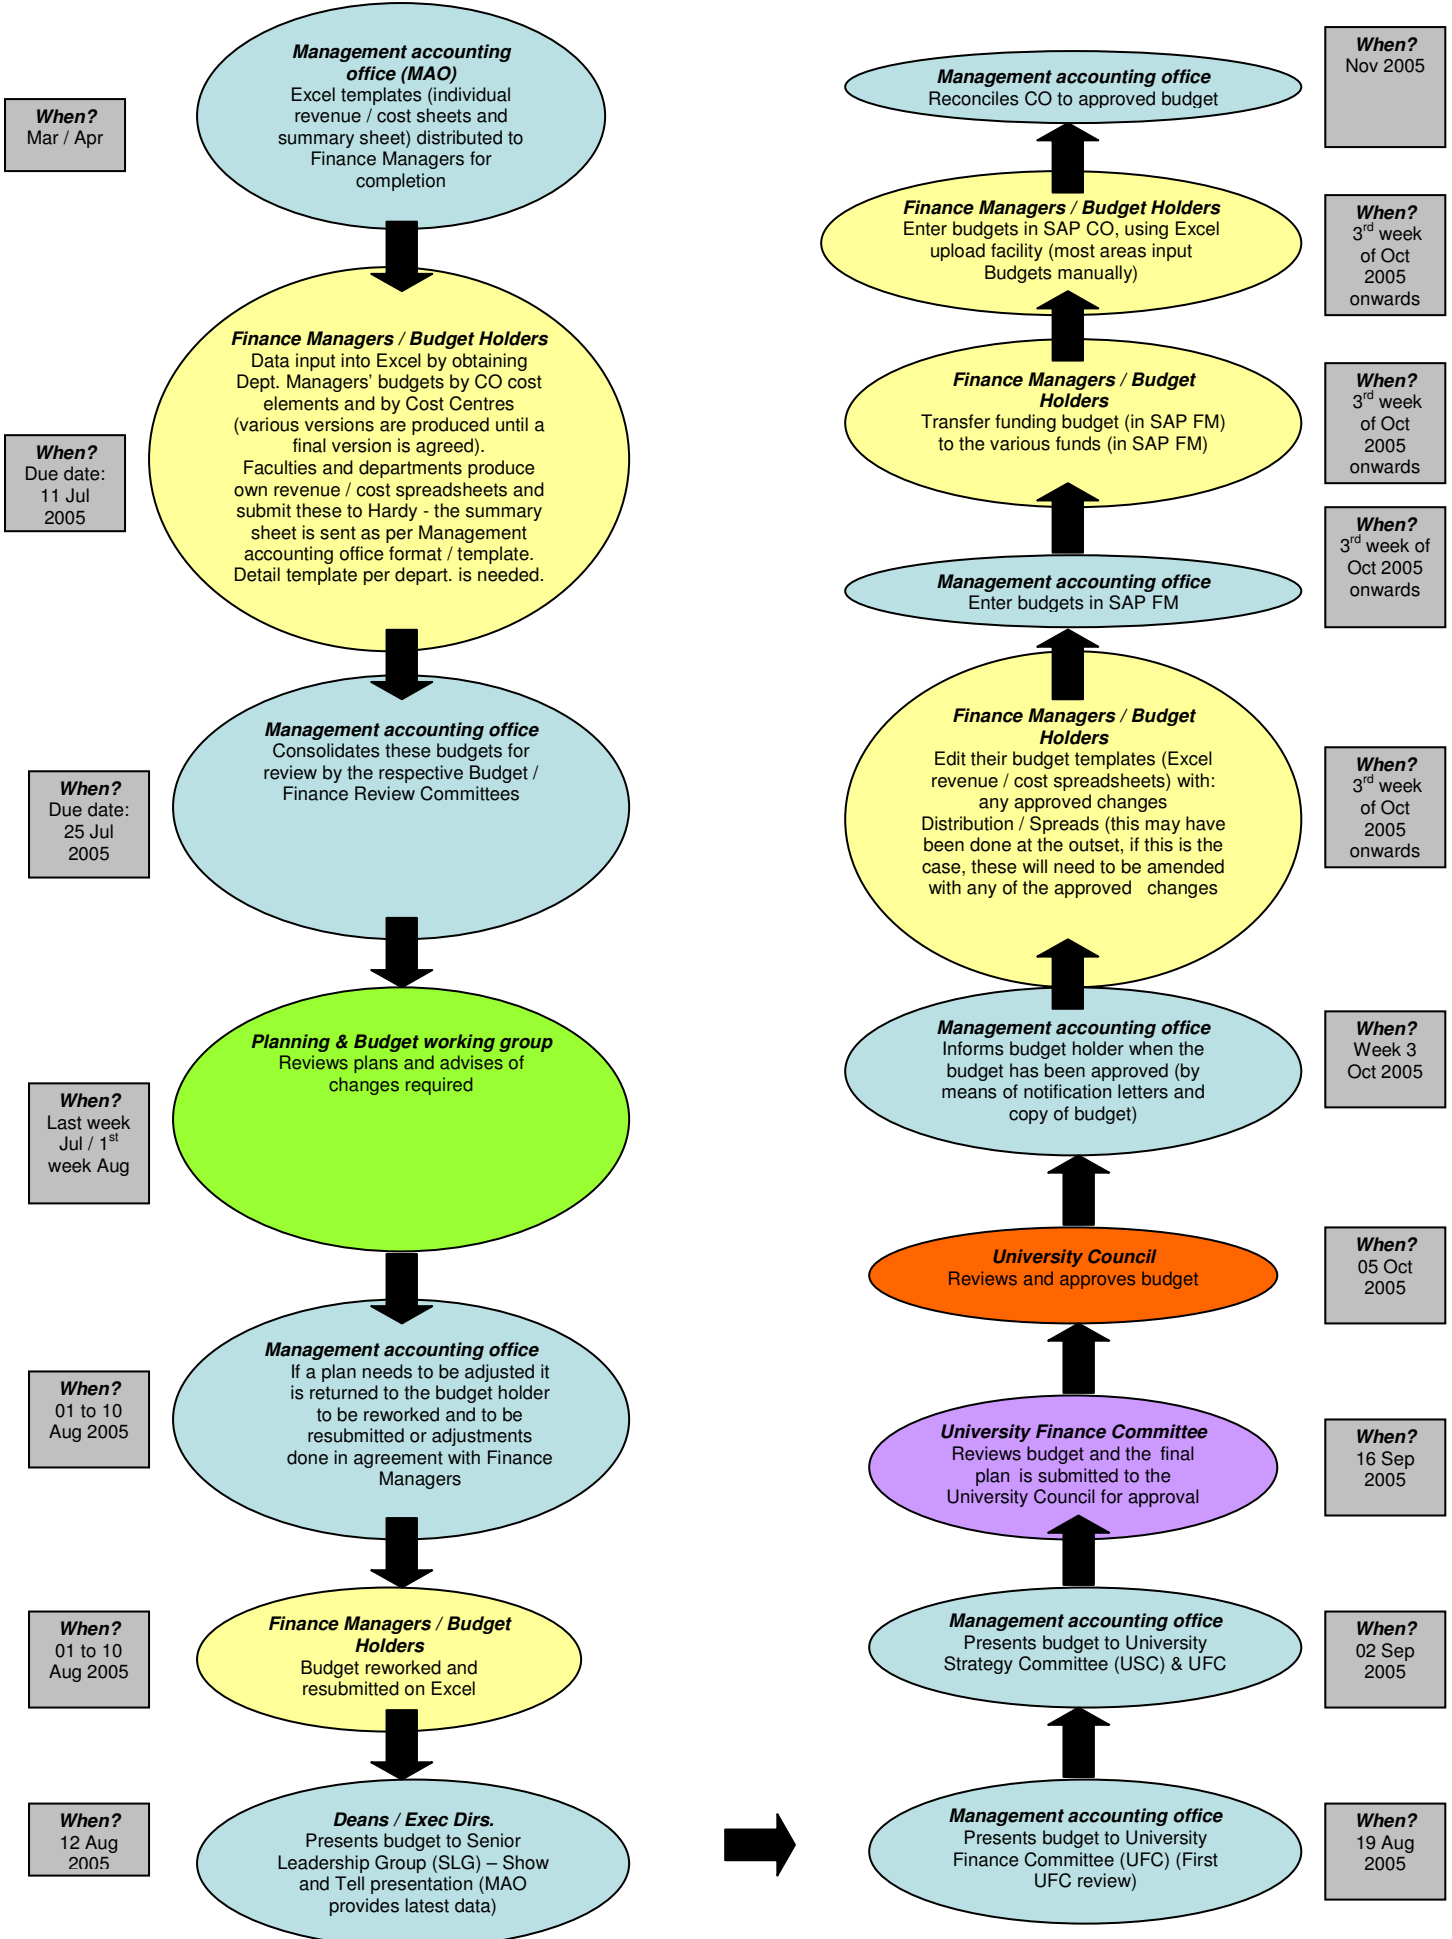 When?
Mar / Apr
Management accounting
office (MAO)
Excel templates (individual
revenue / cost sheets and
summary sheet) distributed to
Finance Managers for
completion
When?
Due date:
11 Jul
2005
Finance Managers / Budget Holders
Data input into Excel by obtaining
Dept. Managers' budgets by CO cost
elements and by Cost Centres
(various versions are produced until a
final version is agreed).
Faculties and departments produce
own revenue / cost spreadsheets and
submit these to Hardy - the summary
sheet is sent as per Management
accounting office format / template.
Detail template per depart. is needed.
When?
Due date:
25 Jul
2005
Management accounting office
Consolidates these budgets for
review by the respective Budget /
Finance Review Committees
When?
Last week
Jul / 1st
week Aug
Planning & Budget working group
Reviews plans and advises of
changes required
When?
01 to 10
Aug 2005
Management accounting office
If a plan needs to be adjusted it
is returned to the budget holder
to be reworked and to be
resubmitted or adjustments
done in agreement with Finance
Managers
When?
01 to 10
Aug 2005
Finance Managers / Budget
Holders
Budget reworked and
resubmitted on Excel
When?
12 Aug
2005
Deans / Exec Dirs.
Presents budget to Senior
Leadership Group (SLG) – Show
and Tell presentation (MAO
provides latest data)
Management accounting office
Presents budget to University
Finance Committee (UFC) (First
UFC review)
When?
19 Aug
2005
Management accounting office
Presents budget to University
Strategy Committee (USC) & UFC
When?
02 Sep
2005
University Finance Committee
Reviews budget and the final
plan is submitted to the
University Council for approval
When?
16 Sep
2005
University Council
Reviews and approves budget
When?
05 Oct
2005
Management accounting office
Informs budget holder when the
budget has been approved (by
means of notification letters and
copy of budget)
When?
Week 3
Oct 2005
Finance Managers / Budget
Holders
Edit their budget templates (Excel
revenue / cost spreadsheets) with:
any approved changes
Distribution / Spreads (this may have
been done at the outset, if this is the
case, these will need to be amended
with any of the approved changes
When?
3rd week
of Oct
2005
onwards
Management accounting office
Enter budgets in SAP FM
When?
3rd week of
Oct 2005
onwards
Finance Managers / Budget
Holders
Transfer funding budget (in SAP FM)
to the various funds (in SAP FM)
When?
3rd week
of Oct
2005
onwards
Finance Managers / Budget Holders
Enter budgets in SAP CO, using Excel
upload facility (most areas input
Budgets manually)
When?
3rd week
of Oct
2005
onwards
Management accounting office
Reconciles CO to approved budget
When?
Nov 2005